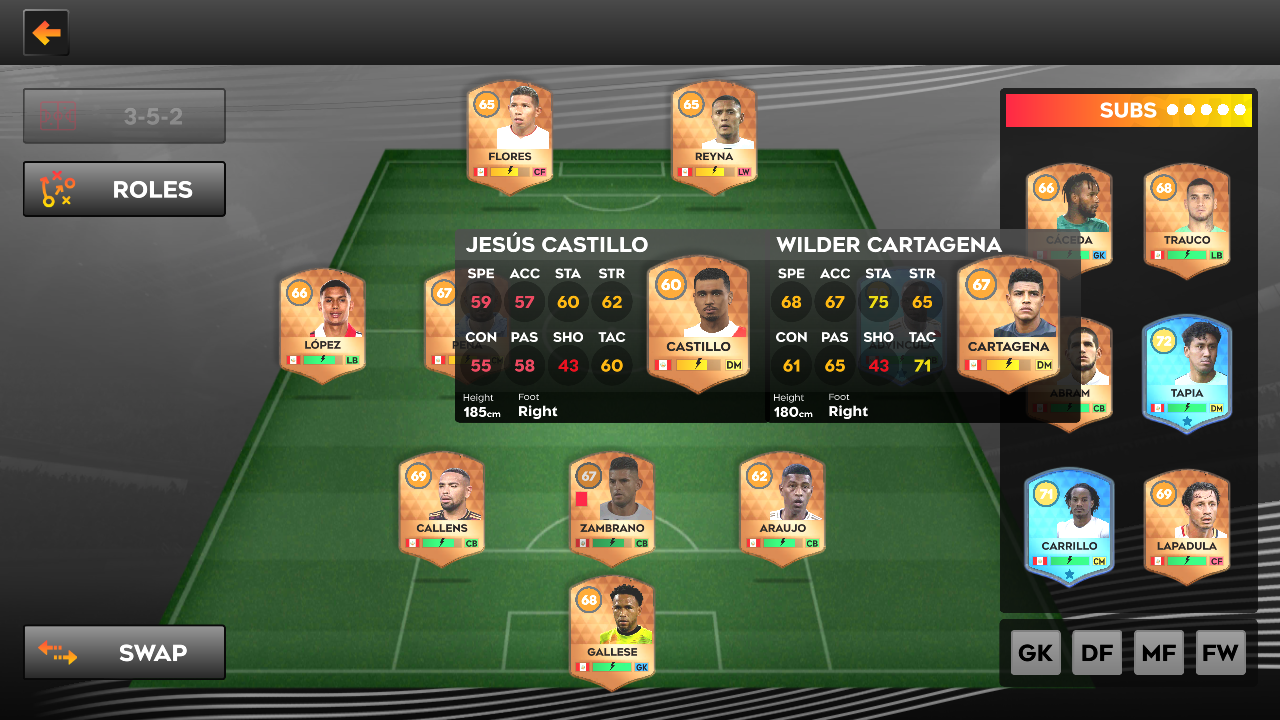 3-5-2
ROLES
65
FLORES
CF
65
REYNA
LW
SUBS
66
CÁCEDA
GK
68
TRAUCO
LB
66
LÓPEZ
LB
67
JESÚS CASTILLO
SPE ACC STA STR
59 57 60 62
CON PAS SHO TAC
55 58 43 60
Height Foot
185cm Right
60
CASTILLO
DM
WILDER CARTAGENA
SPE ACC STA STR
68 67 75 65
CON PAS SHO TAC
61 65 43 71
Height Foot
180cm Right
67
CARTAGENA
DM
ABRAM
CB
72
TAPIA
DM
69
CALLENS
CB
67
ZAMBRANO
CB
62
ARAUJO
CB
71
CARRILLO
CM
69
LAPADULA
CF
68
GALLESE
GK
SWAP
GK DF MF FW